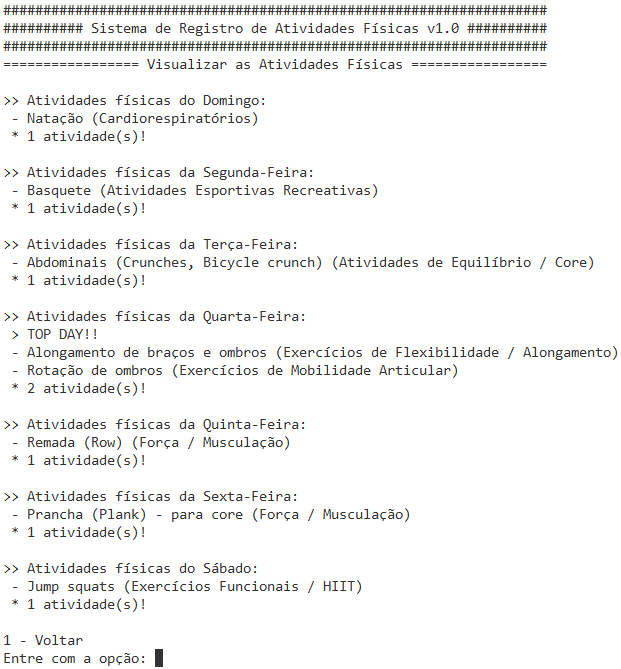 ####################################################################
########## Sistema de Registro de Atividades Físicas v1.0 ##########
####################################################################
================= Visualizar as Atividades Físicas =================
>> Atividades físicas do Domingo:
- Natação (Cardiorespiratórios)
* 1 atividade(s)!
>> Atividades físicas da Segunda-Feira:
- Basquete (Atividades Esportivas Recreativas)
* 1 atividade(s)!
>> Atividades físicas da Terça-Feira:
- Abdominais (Crunches, Bicycle crunch) (Atividades de Equilíbrio / Core)
* 1 atividade(s)!
>> Atividades físicas da Quarta-Feira:
> TOP DAY!!
- Alongamento de braços e ombros (Exercícios de Flexibilidade / Alongamento)
- Rotação de ombros (Exercícios de Mobilidade Articular)
* 2 atividade(s)!
>> Atividades físicas da Quinta-Feira:
- Remada (Row) (Força / Musculação)
* 1 atividade(s)!
>> Atividades físicas da Sexta-Feira:
- Prancha (Plank) - para core (Força / Musculação)
* 1 atividade(s)!
>> Atividades físicas do Sábado:
- Jump squats (Exercícios Funcionais / HIIT)
* 1 atividade(s)!
1 - Voltar
Entre com a opção: